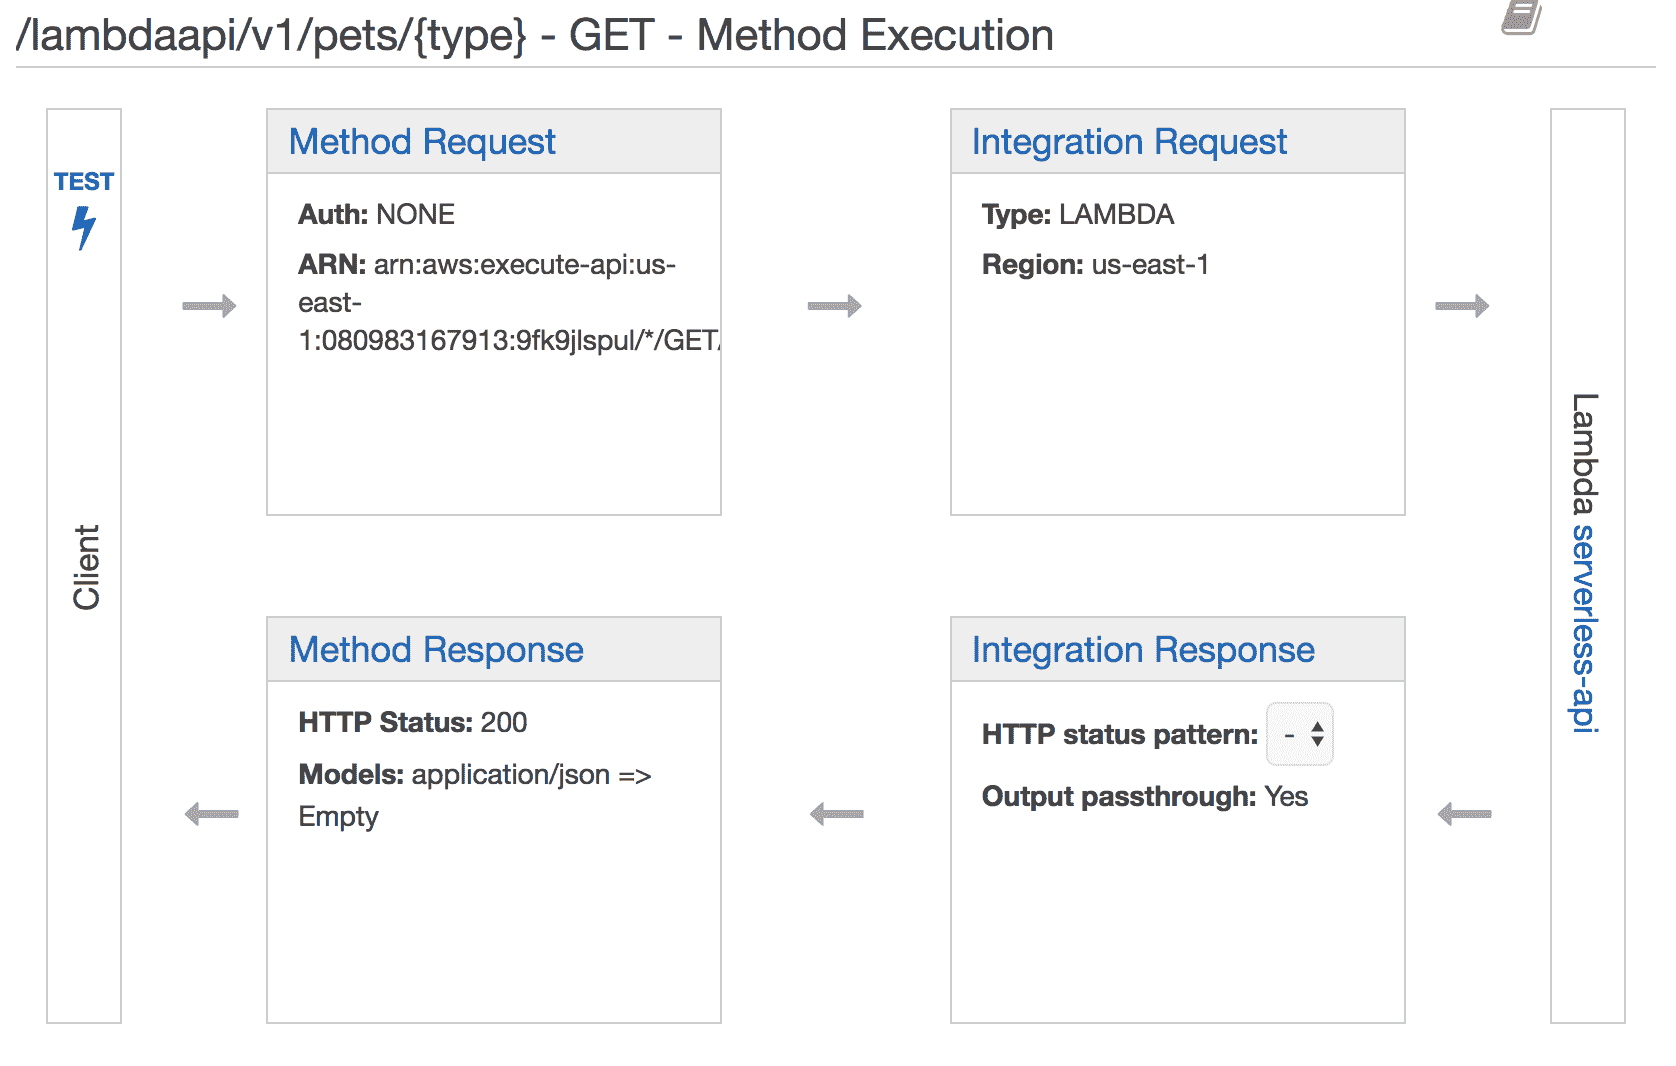 /lambdaapi/v1/pets/{type} - GET - Method Execution
TEST
Client
Method Request
Auth: NONE
ARN: arn:aws:execute-api:us-
east-
1:080983167913:9fk9jlspul/*/GET/
Integration Request
Type: LAMBDA
Region: us-east-1
Lambda serverless-api
Method Response
HTTP Status: 200
Models: application/json =>
Empty
Integration Response
HTTP status pattern: -
Output passthrough: Yes